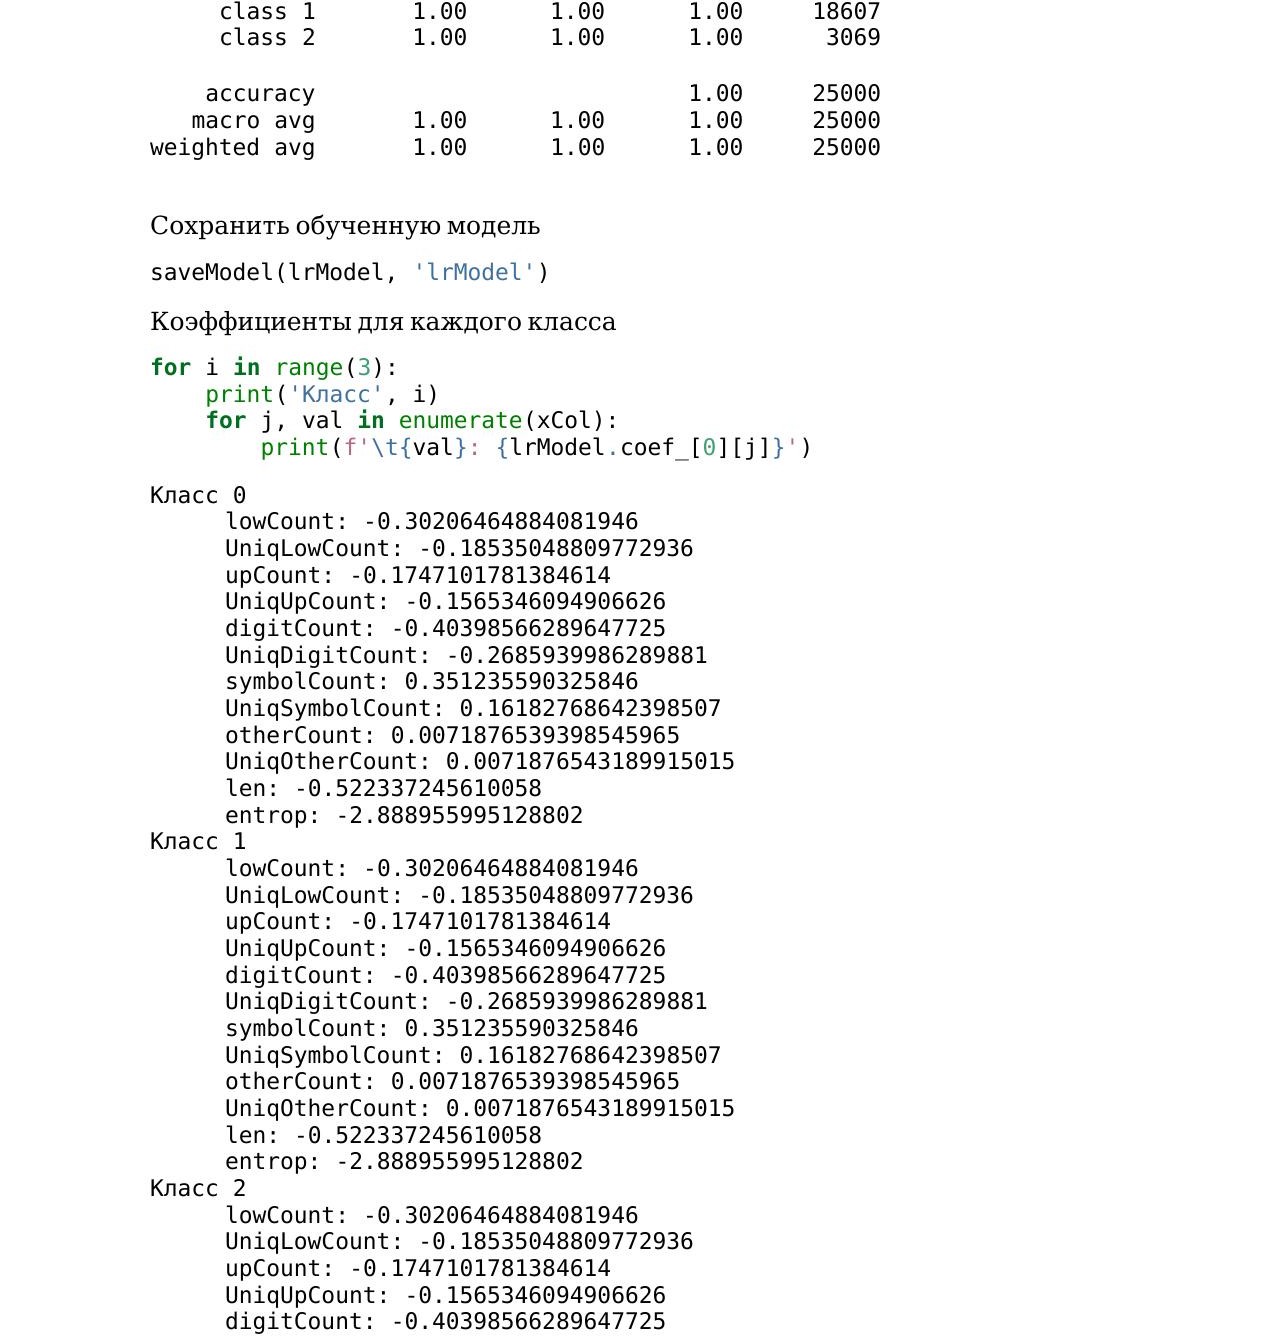 class 1 1.00 1.00 1.00 18607
class 2 1.00 1.00 1.00 3069
accuracy 1.00 25000
macro avg 1.00 1.00 1.00 25000
weighted avg 1.00 1.00 1.00 25000
Сохранить обученную модель
saveModel(lrModel, 'lrModel')
Коэффициенты для каждого класса
for i in range(3):
    print('Класс', i)
    for j, val in enumerate(xCol):
        print(f'\t{val}: {lrModel.coef_[0][j]}')
Класс 0
lowCount: -0.30206464884081946
UniqLowCount: -0.18535048809772936
upCount: -0.1747101781384614
UniqUpCount: -0.1565346094906626
digitCount: -0.40398566289647725
UniqDigitCount: -0.2685939986289881
symbolCount: 0.351235590325846
UniqSymbolCount: 0.16182768642398507
otherCount: 0.0071876539398545965
UniqOtherCount: 0.0071876543189915015
len: -0.522337245610058
entrop: -2.888955995128802
Класс 1
lowCount: -0.30206464884081946
UniqLowCount: -0.18535048809772936
upCount: -0.1747101781384614
UniqUpCount: -0.1565346094906626
digitCount: -0.40398566289647725
UniqDigitCount: -0.2685939986289881
symbolCount: 0.351235590325846
UniqSymbolCount: 0.16182768642398507
otherCount: 0.0071876539398545965
UniqOtherCount: 0.0071876543189915015
len: -0.522337245610058
entrop: -2.888955995128802
Класс 2
lowCount: -0.30206464884081946
UniqLowCount: -0.18535048809772936
upCount: -0.1747101781384614
UniqUpCount: -0.1565346094906626
digitCount: -0.40398566289647725